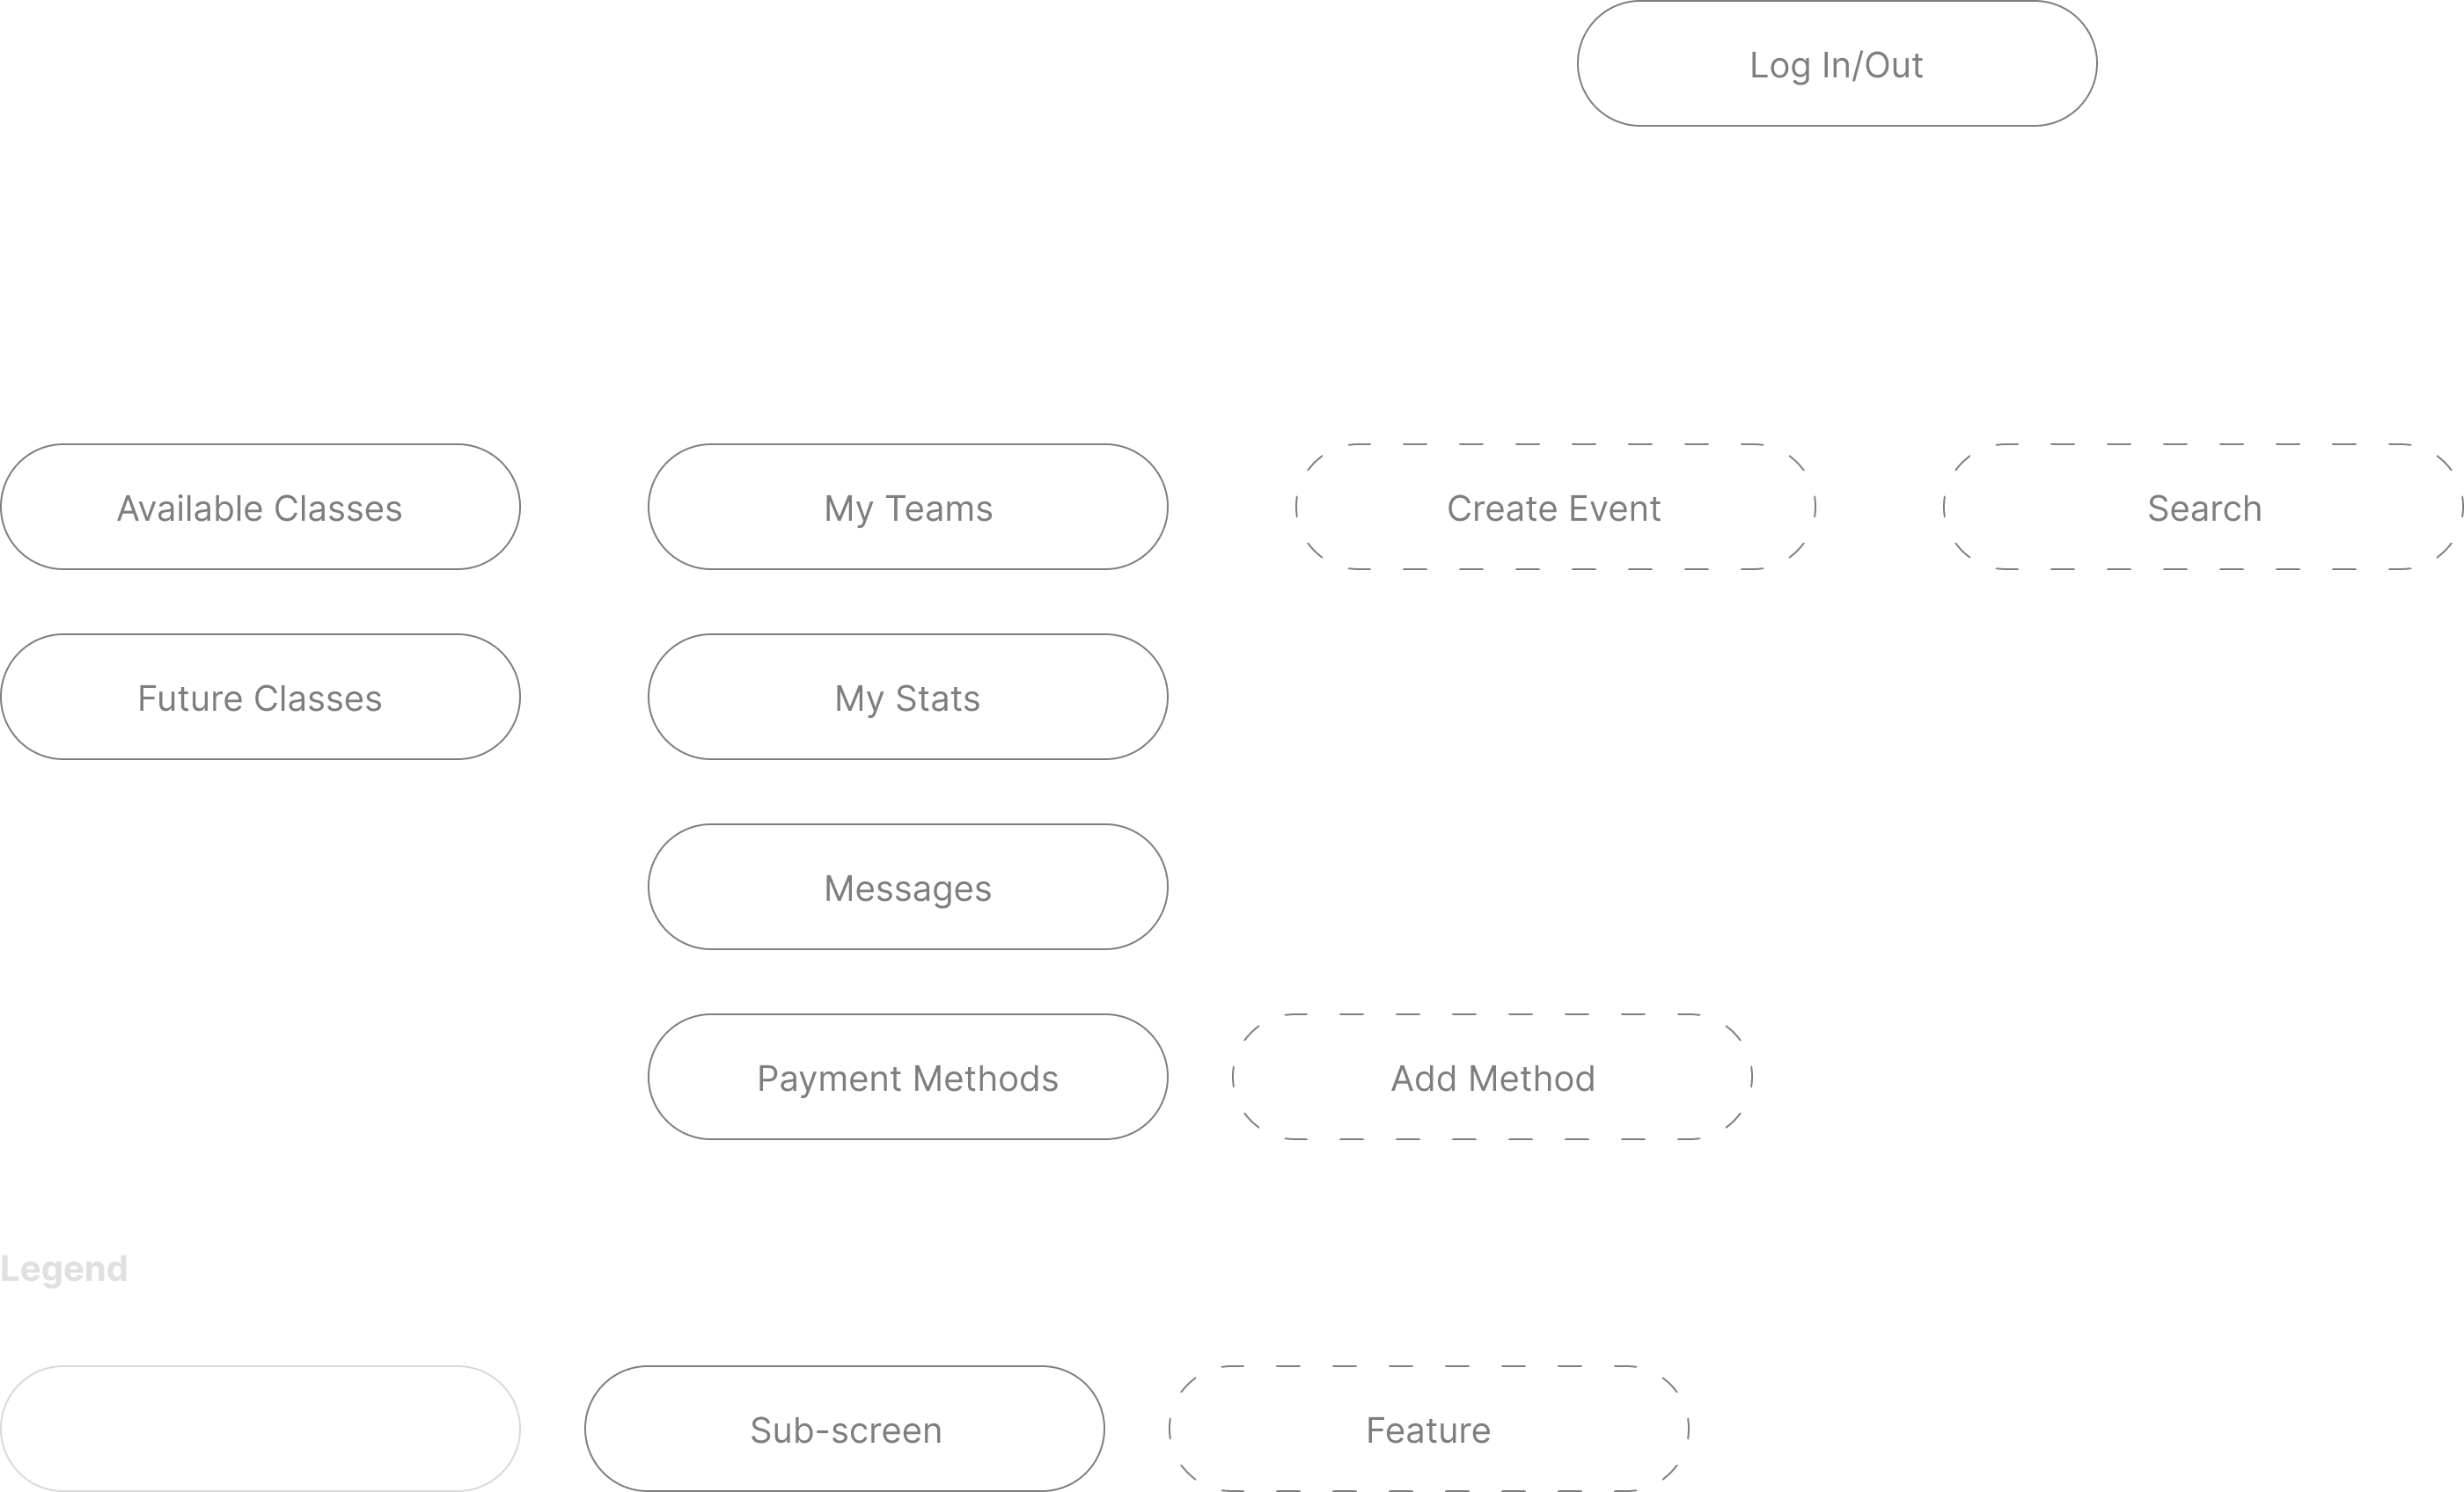 Log In/Out
Available Classes
My Teams
Create Event
Search
Future Classes
My Stats
Messages
Payment Methods
Add Method
Legend
Sub-screen
Feature